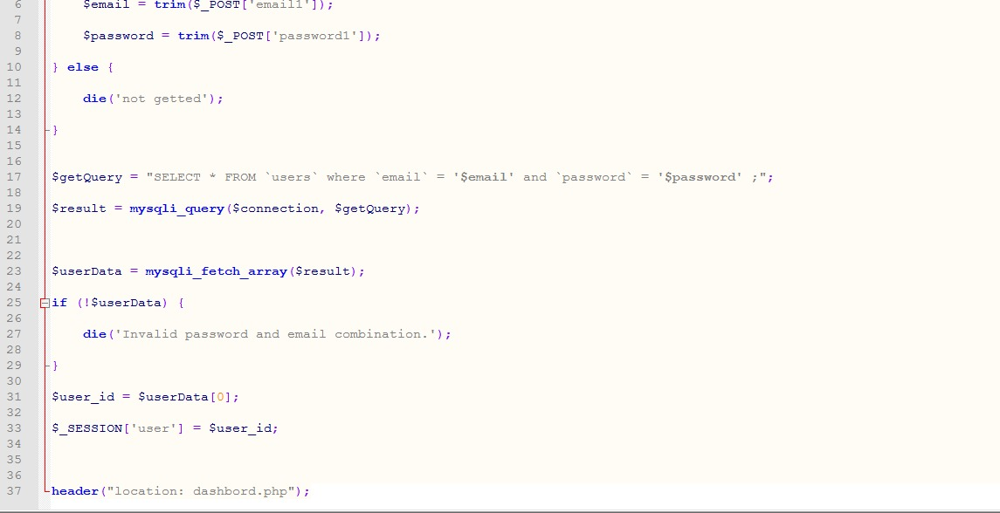 6 $email = trim($_POST['email1']);
7
8 $password = trim($_POST['password1']);
9
10 } else {
11
12 die('not getted');
13
14 }
15
16
17 $getQuery = "SELECT * FROM `users` where `email` = '$email' and `password` = '$password' ;";
18
19 $result = mysqli_query($connection, $getQuery);
20
21
22
23 $userData = mysqli_fetch_array($result);
24
25 if (!$userData) {
26
27 die('Invalid password and email combination.');
28
29 }
30
31 $user_id = $userData[0];
32
33 $_SESSION['user'] = $user_id;
34
35
36
37 header("location: dashbord.php");